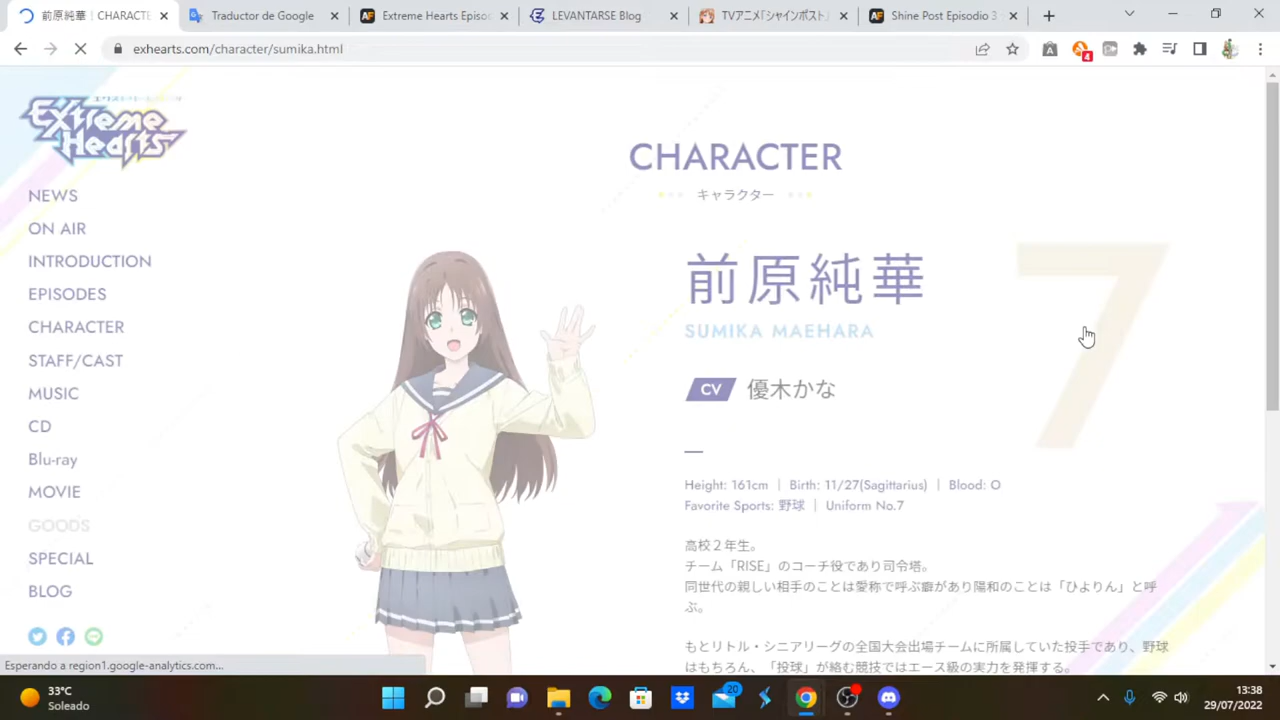 前原純華｜CHARACTE
Traductor de Google
Extreme Hearts Episod
LEVANTARSE Blog
TVアニメ「シャインポスト」
Shine Post Episodio 3
exhearts.com/character/sumika.html
4
Extreme Hearts
NEWS
ON AIR
INTRODUCTION
EPISODES
CHARACTER
STAFF/CAST
MUSIC
CD
Blu-ray
MOVIE
GOODS
SPECIAL
BLOG
CHARACTER
キャラクター
前原純華
7
SUMIKA MAEHARA
CV 優木かな
Height: 161cm | Birth: 11/27(Sagittarius) | Blood: O
Favorite Sports: 野球 | Uniform No.7
高校２年生。
チーム「RISE」のコーチ役であり司令塔。
同世代の親しい相手のことは愛称で呼ぶ癖があり陽和のことは「ひよりん」と呼
ぶ。
もとリトル・シニアリーグの全国大会出場チームに所属していた投手であり、野球
はもちろん、「投球」が絡む競技ではエース級の実力を発揮する。
Esperando a region1.google-analytics.com...
33°C
Soleado
20
13:38
29/07/2022